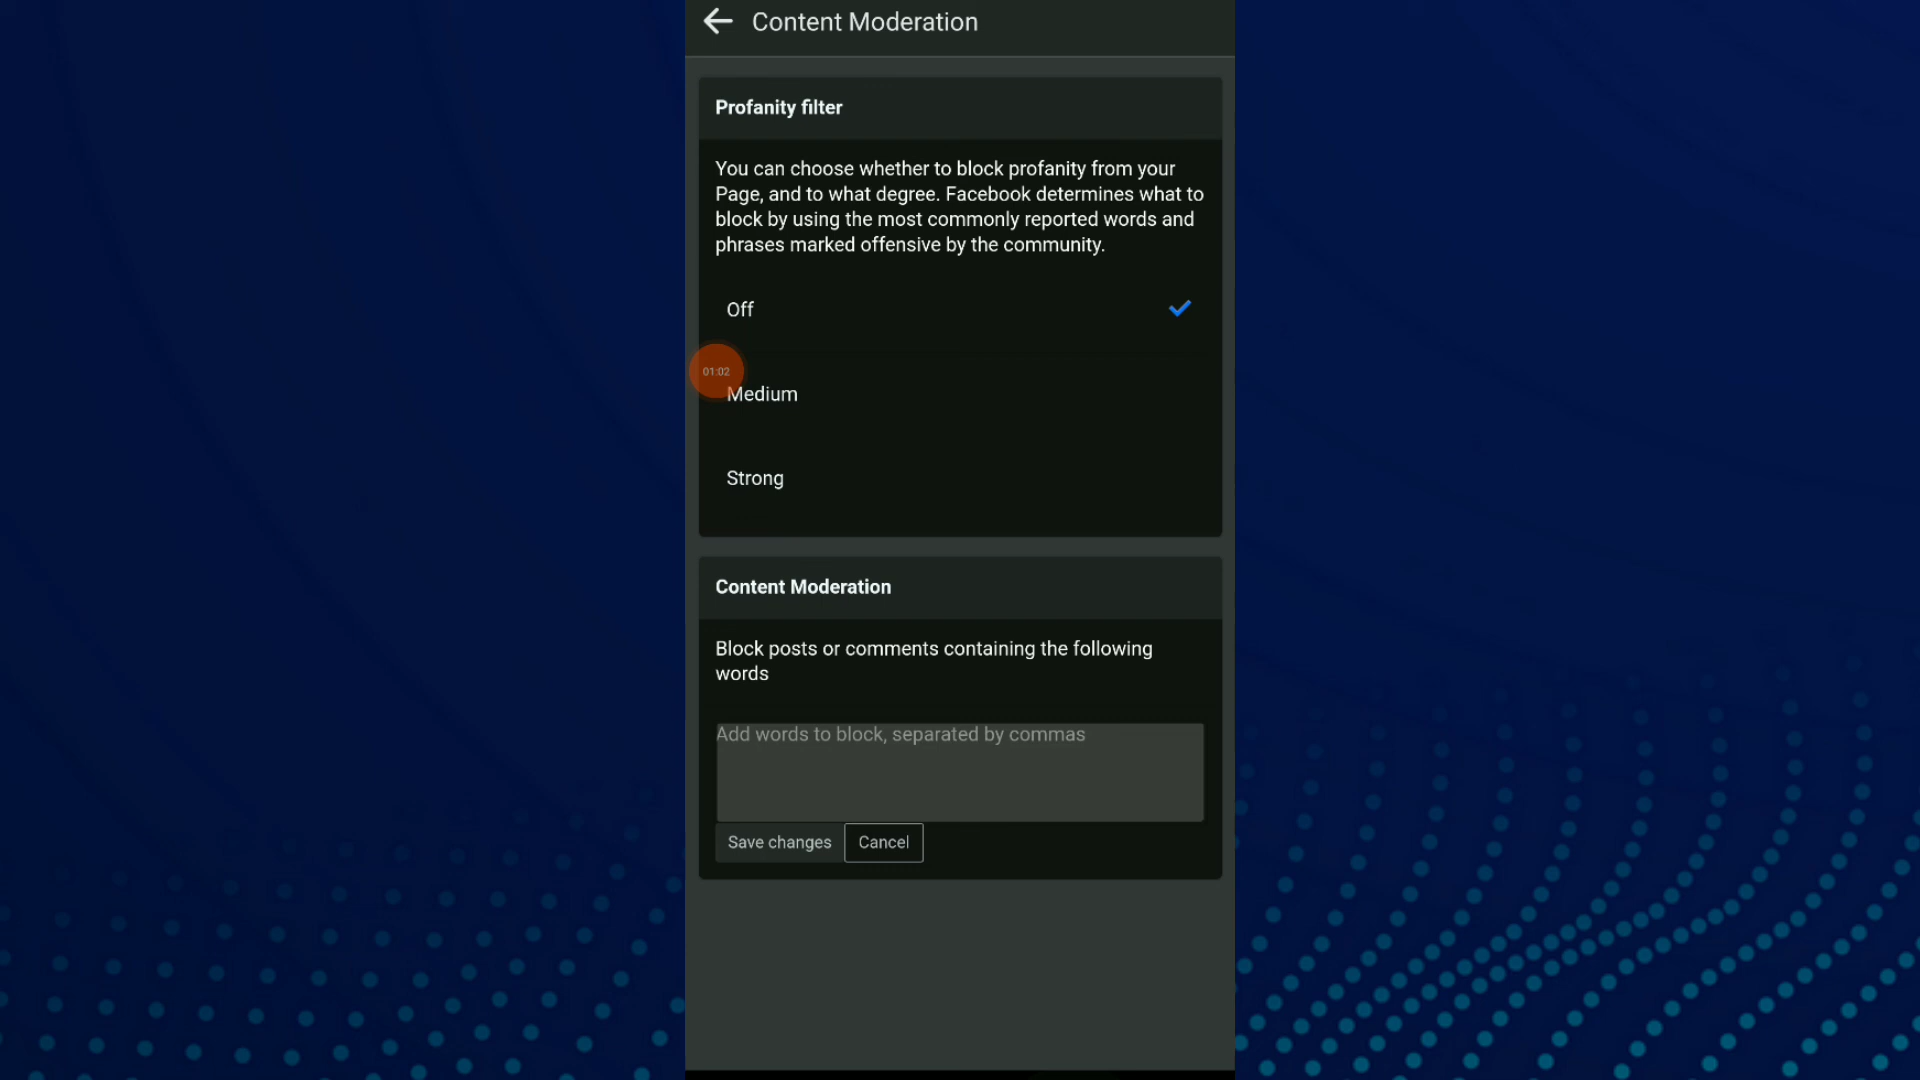 Content Moderation
Profanity filter
You can choose whether to block profanity from your
Page, and to what degree. Facebook determines what to
block by using the most commonly reported words and
phrases marked offensive by the community.
Off
01:02
Medium
Strong
Content Moderation
Block posts or comments containing the following
words
Add words to block, separated by commas
Save changes Cancel